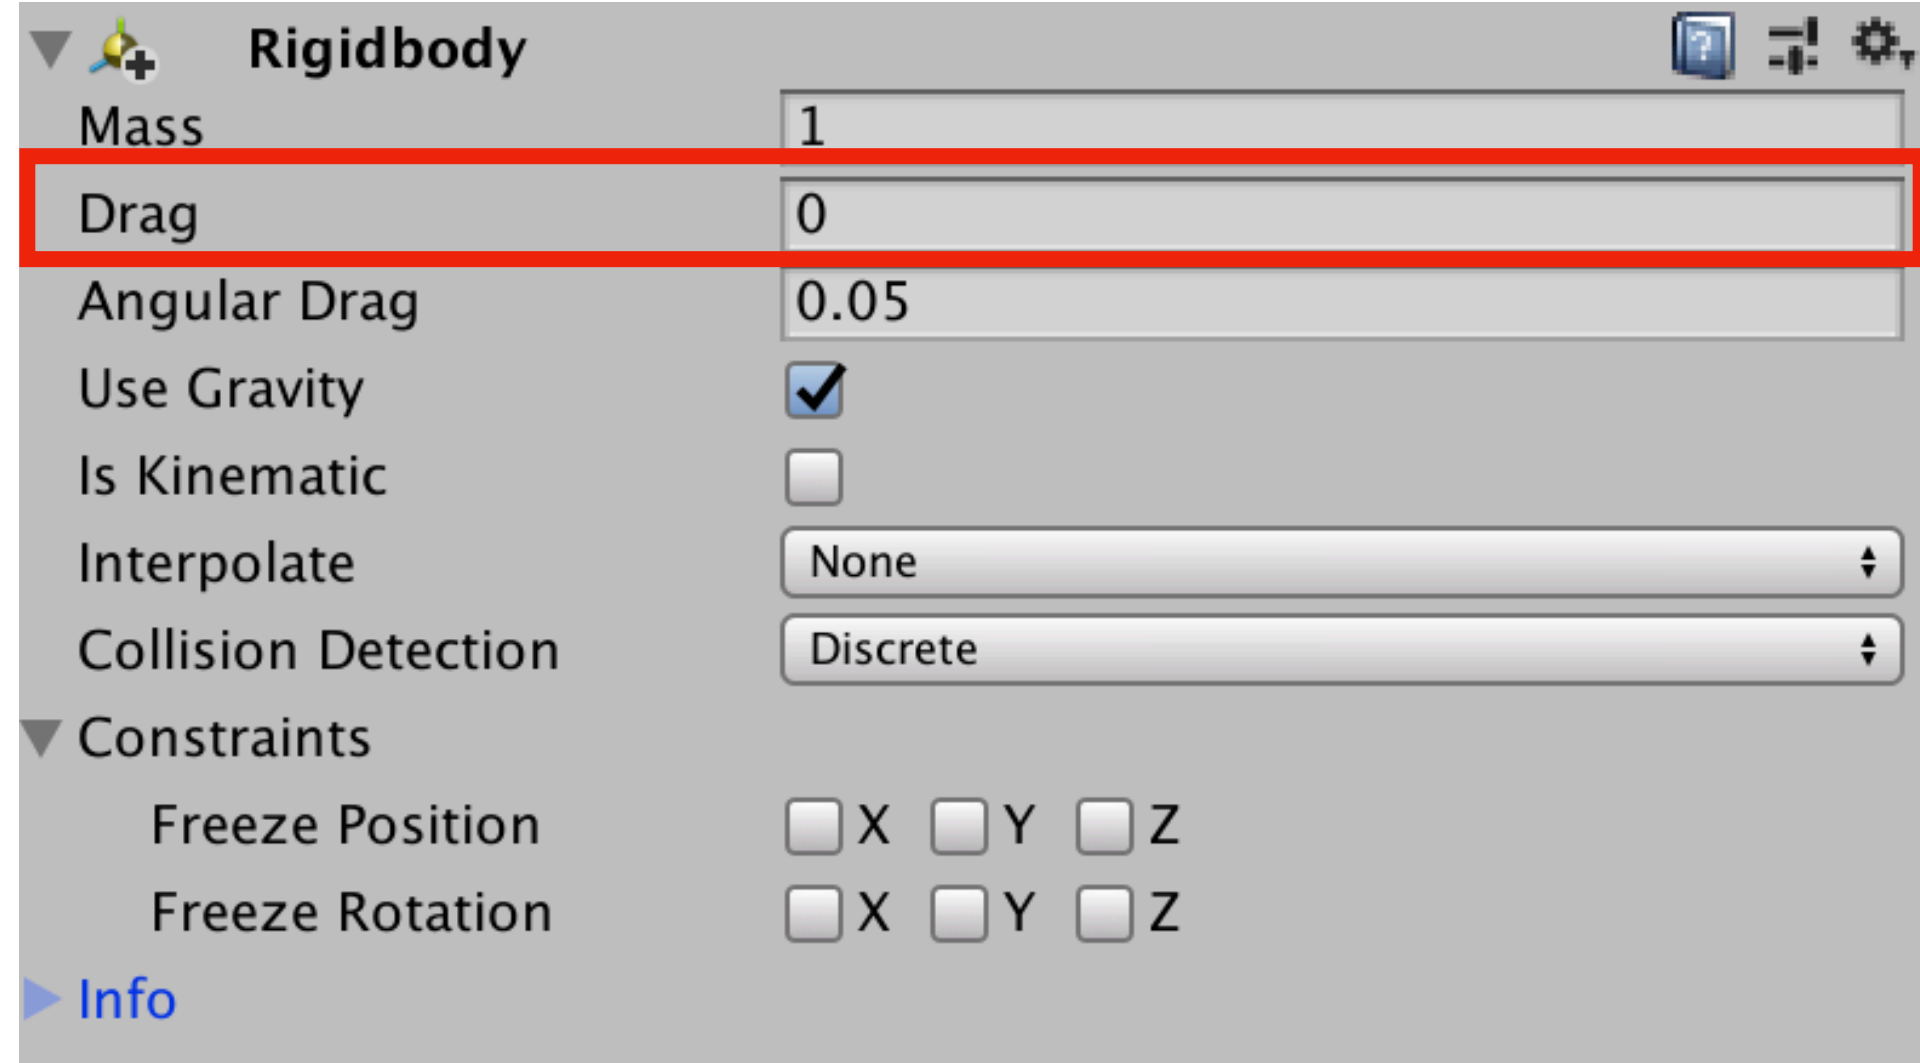 Rigidbody
Mass 1
Drag 0
Angular Drag 0.05
Use Gravity
Is Kinematic
Interpolate None
Collision Detection Discrete
Constraints
Freeze Position X Y Z
Freeze Rotation X Y Z
Info